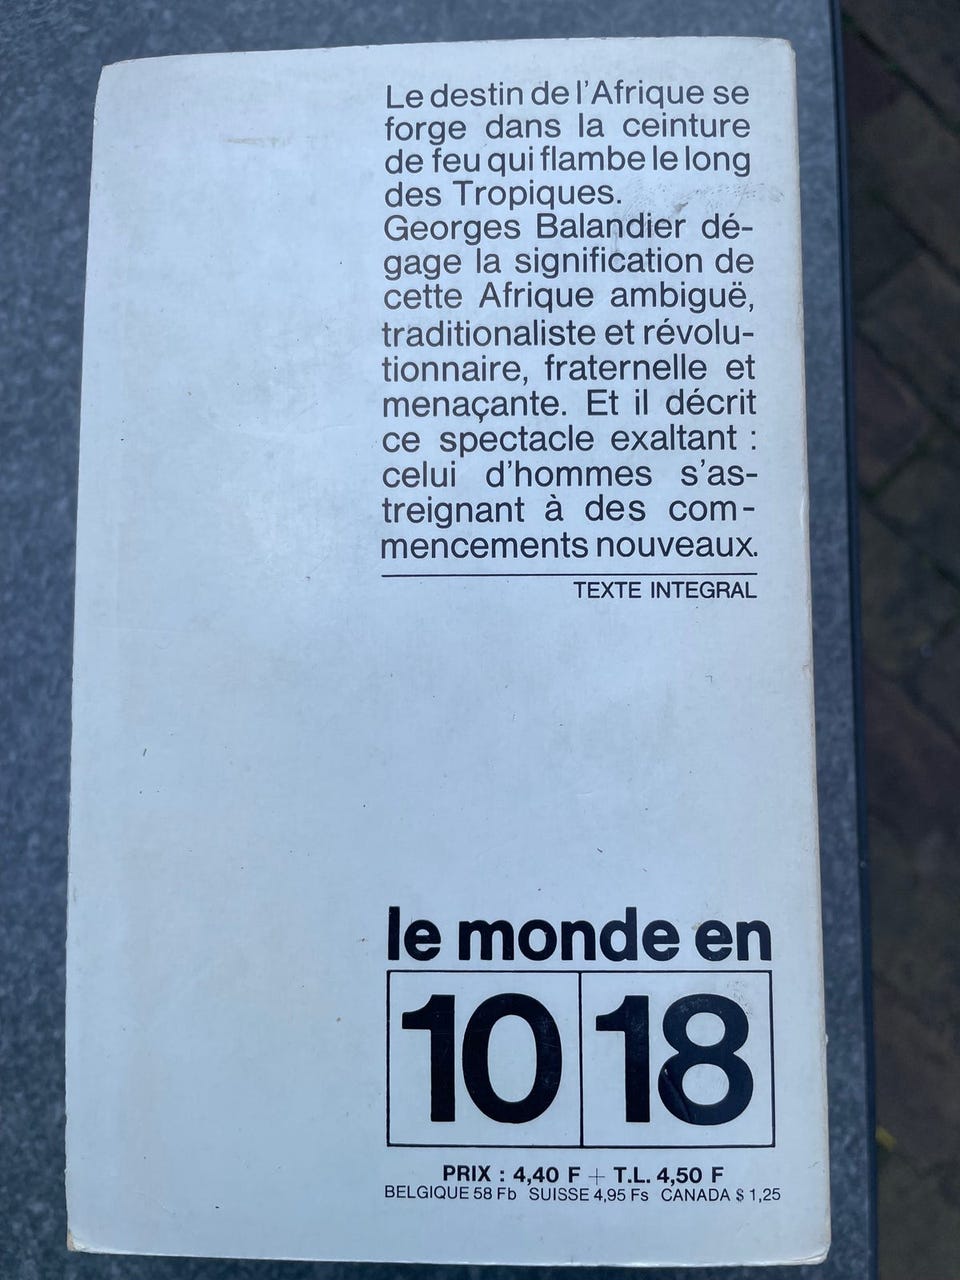 Le destin de l'Afrique se
forge dans la ceinture
de feu qui flambe le long
des Tropiques.
Georges Balandier dé-
gage la signification de
cette Afrique ambiguë,
traditionaliste et révolu-
tionnaire, fraternelle et
menaçante. Et il décrit
ce spectacle exaltant :
celui d'hommes s'as-
treignant à des com-
mencements nouveaux.
TEXTE INTEGRAL
le monde en
10 18
PRIX : 4,40 F + T.L. 4,50 F
BELGIQUE 58 Fb SUISSE 4,95 Fs CANADA $ 1,25